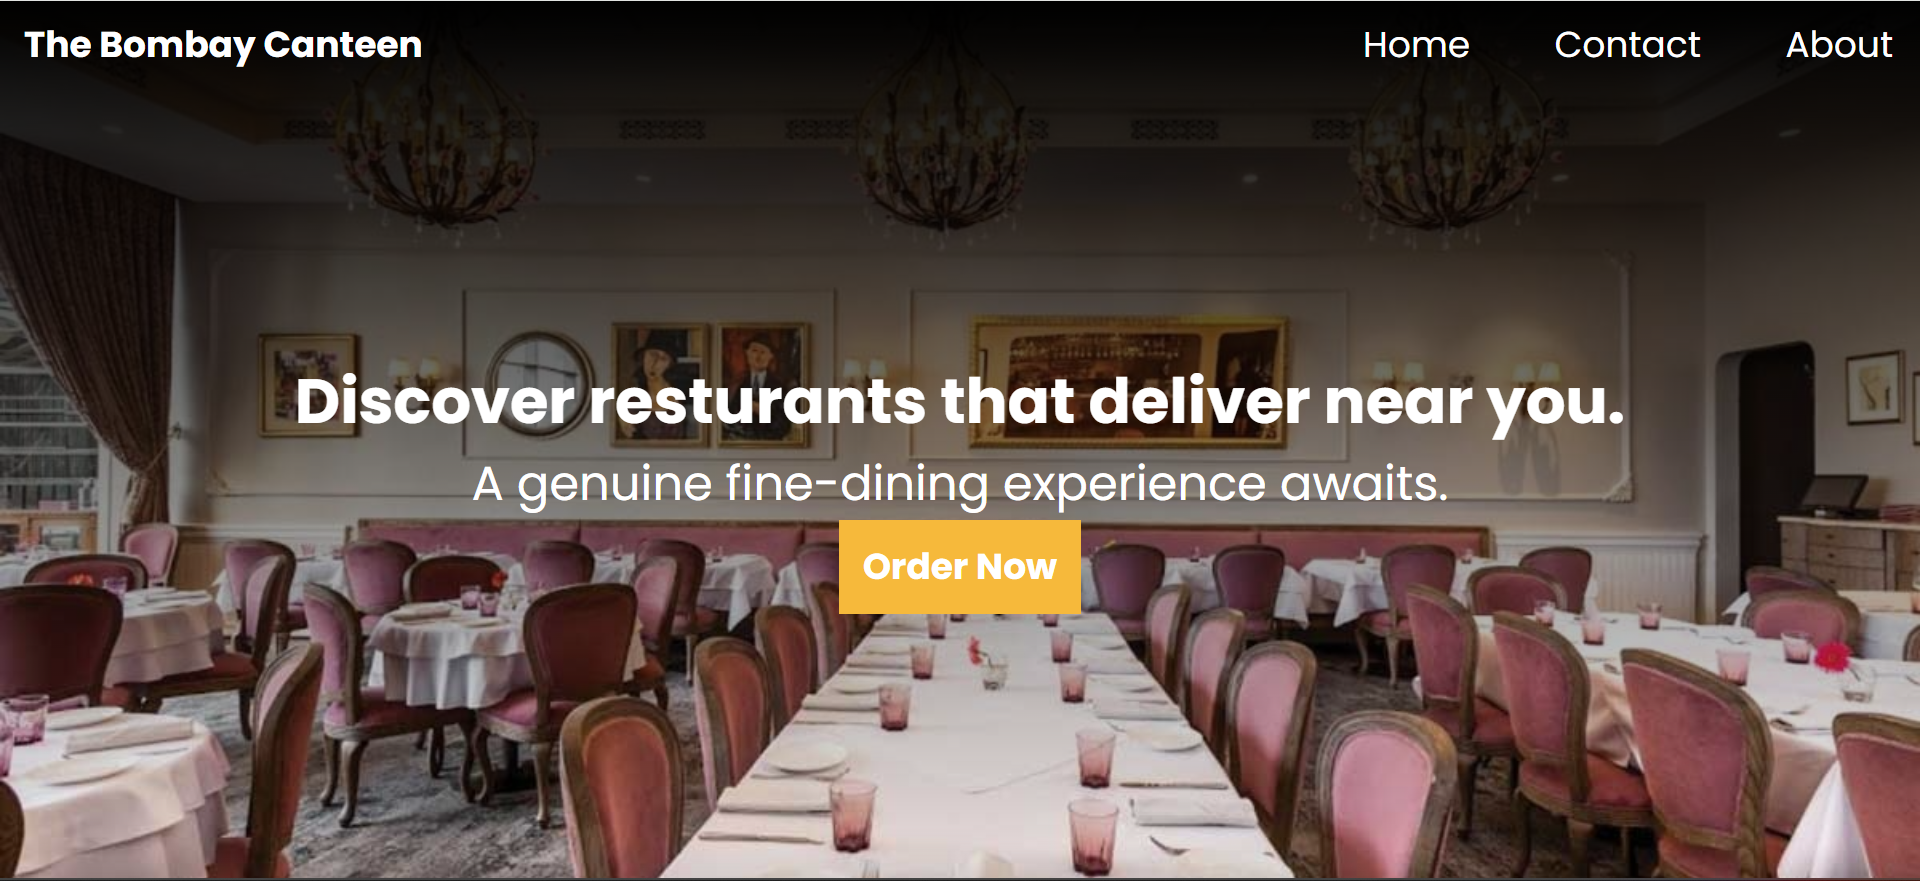 The Bombay Canteen
Home Contact About
Discover resturants that deliver near you.
A genuine fine-dining experience awaits.
Order Now